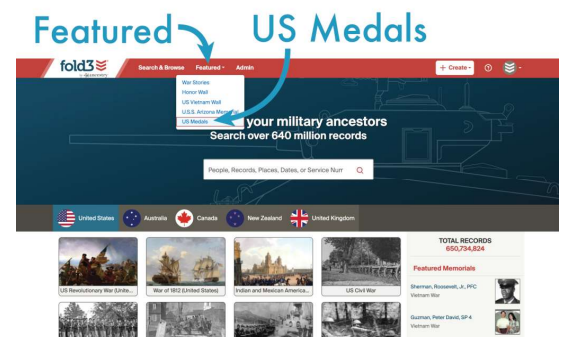 Featured US Medals
fold3
by ancestry
Search & Browse Featured Admin + Create
War Stories
Honor Wall
US Vietnam Wall
U.S.S. Arizona Memorial
US Medals
your military ancestors
Search over 640 million records
People, Records, Places, Dates, or Service Num
United States Australia Canada New Zealand United Kingdom
US Revolutionary War (Unite... War of 1812 (United States) Indian and Mexican America... US Civil War
TOTAL RECORDS
650,734,824
Featured Memorials
Sherman, Roosevelt, Jr., PFC
Vietnam War
Guzman, Peter David, SP 4
Vietnam War